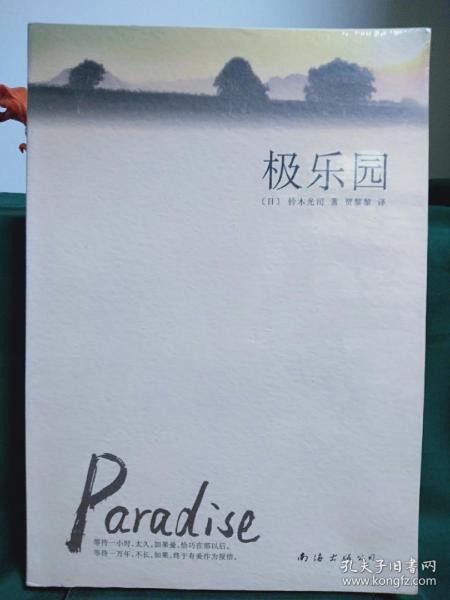 极乐园
〔日〕 铃木光司 著 贾黎黎 译
Paradise
等待一小时,太久,如果爱,恰巧在那以后。
等待一万年,不长,如果,终于有爱作为报偿。
南海出版公司
孔夫子旧书网